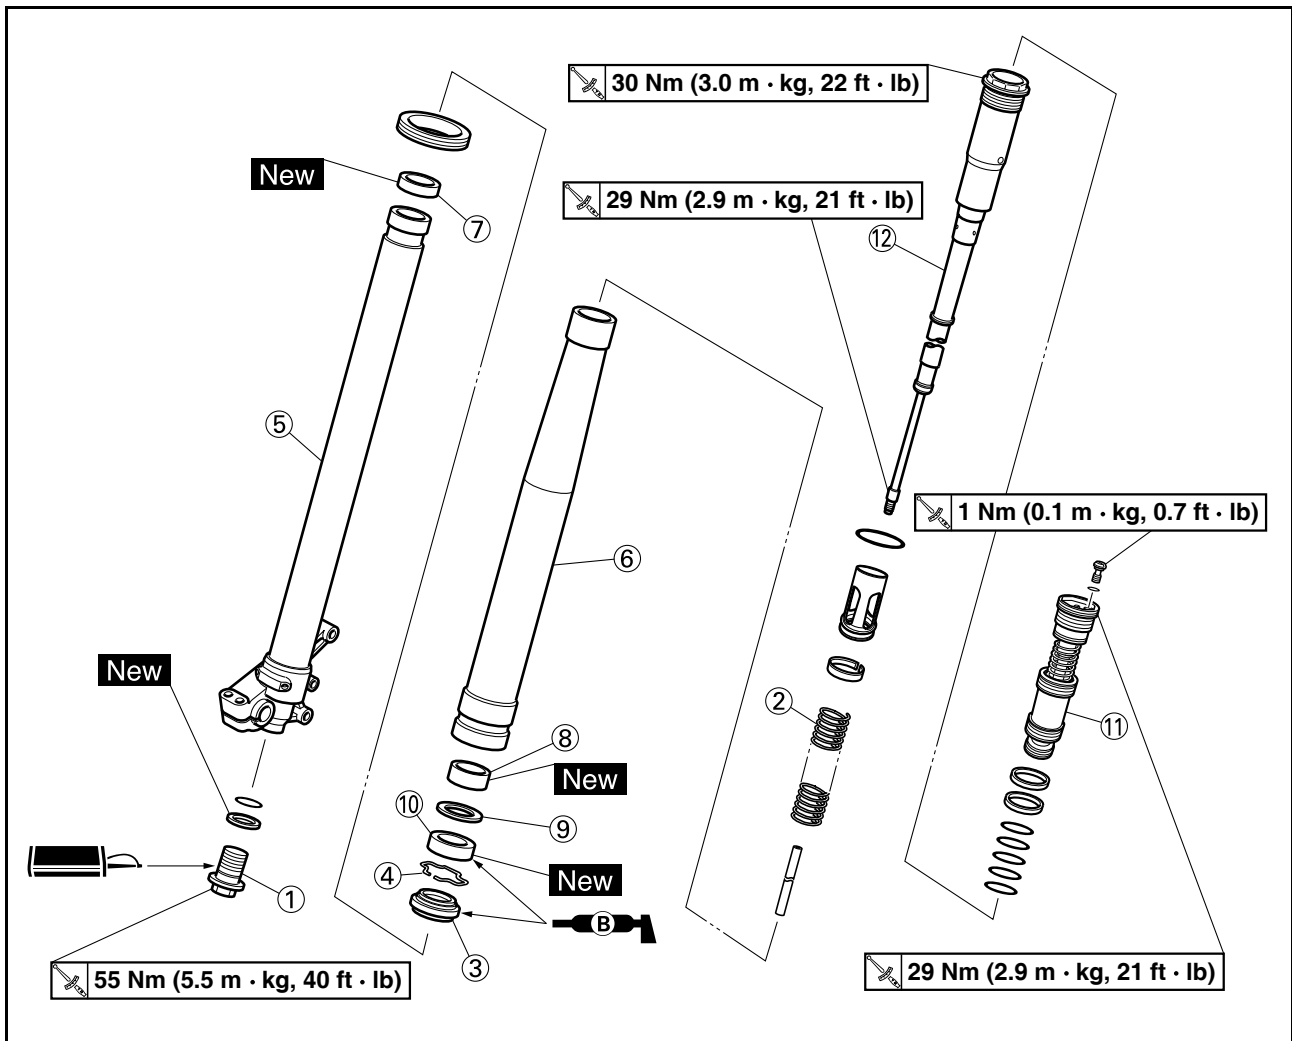 30 Nm (3.0 m · kg, 22 ft · lb)
New
29 Nm (2.9 m · kg, 21 ft · lb)
7
12
5
1 Nm (0.1 m · kg, 0.7 ft · lb)
6
New
2
11
8
New
10
9
4
New
1
B
3
55 Nm (5.5 m · kg, 40 ft · lb)
29 Nm (2.9 m · kg, 21 ft · lb)